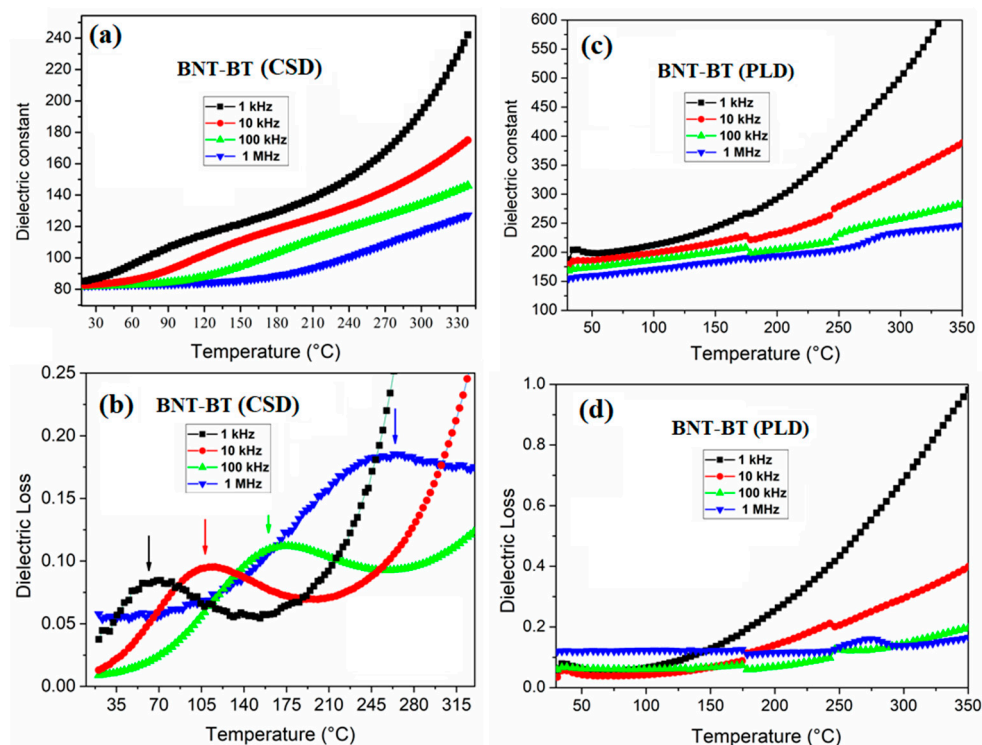 (a)
BNT-BT (CSD)
1 kHz
10 kHz
100 kHz
1 MHz
Dielectric constant
240
220
200
180
160
140
120
100
80
30 60 90 120 150 180 210 240 270 300 330
Temperature (°C)
(c)
BNT-BT (PLD)
1 kHz
10 kHz
100 kHz
1 MHz
Dielectric constant
600
550
500
450
400
350
300
250
200
150
100
50 100 150 200 250 300 350
Temperature (°C)
(b)
BNT-BT (CSD)
1 kHz
10 kHz
100 kHz
1 MHz
Dielectric Loss
0.25
0.20
0.15
0.10
0.05
0.00
35 70 105 140 175 210 245 280 315
Temperature (°C)
(d)
BNT-BT (PLD)
1 kHz
10 kHz
100 kHz
1 MHz
Dielectric Loss
1.0
0.8
0.6
0.4
0.2
0.0
50 100 150 200 250 300 350
Temperature (°C)